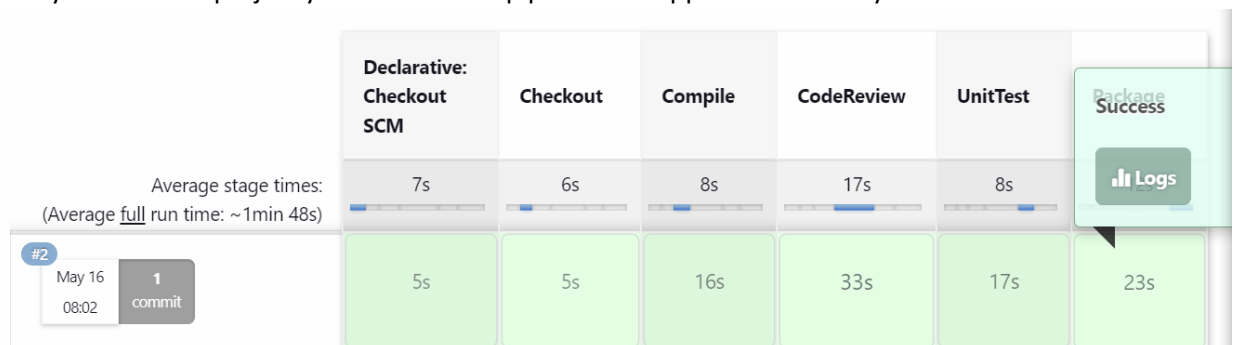 Declarative:
Checkout
SCM
Checkout
Compile
CodeReview
UnitTest
Package
Success
Logs
Average stage times:
(Average full run time: ~1min 48s)
7s
6s
8s
17s
8s
#2
May 16
08:02
1
commit
5s
5s
16s
33s
17s
23s